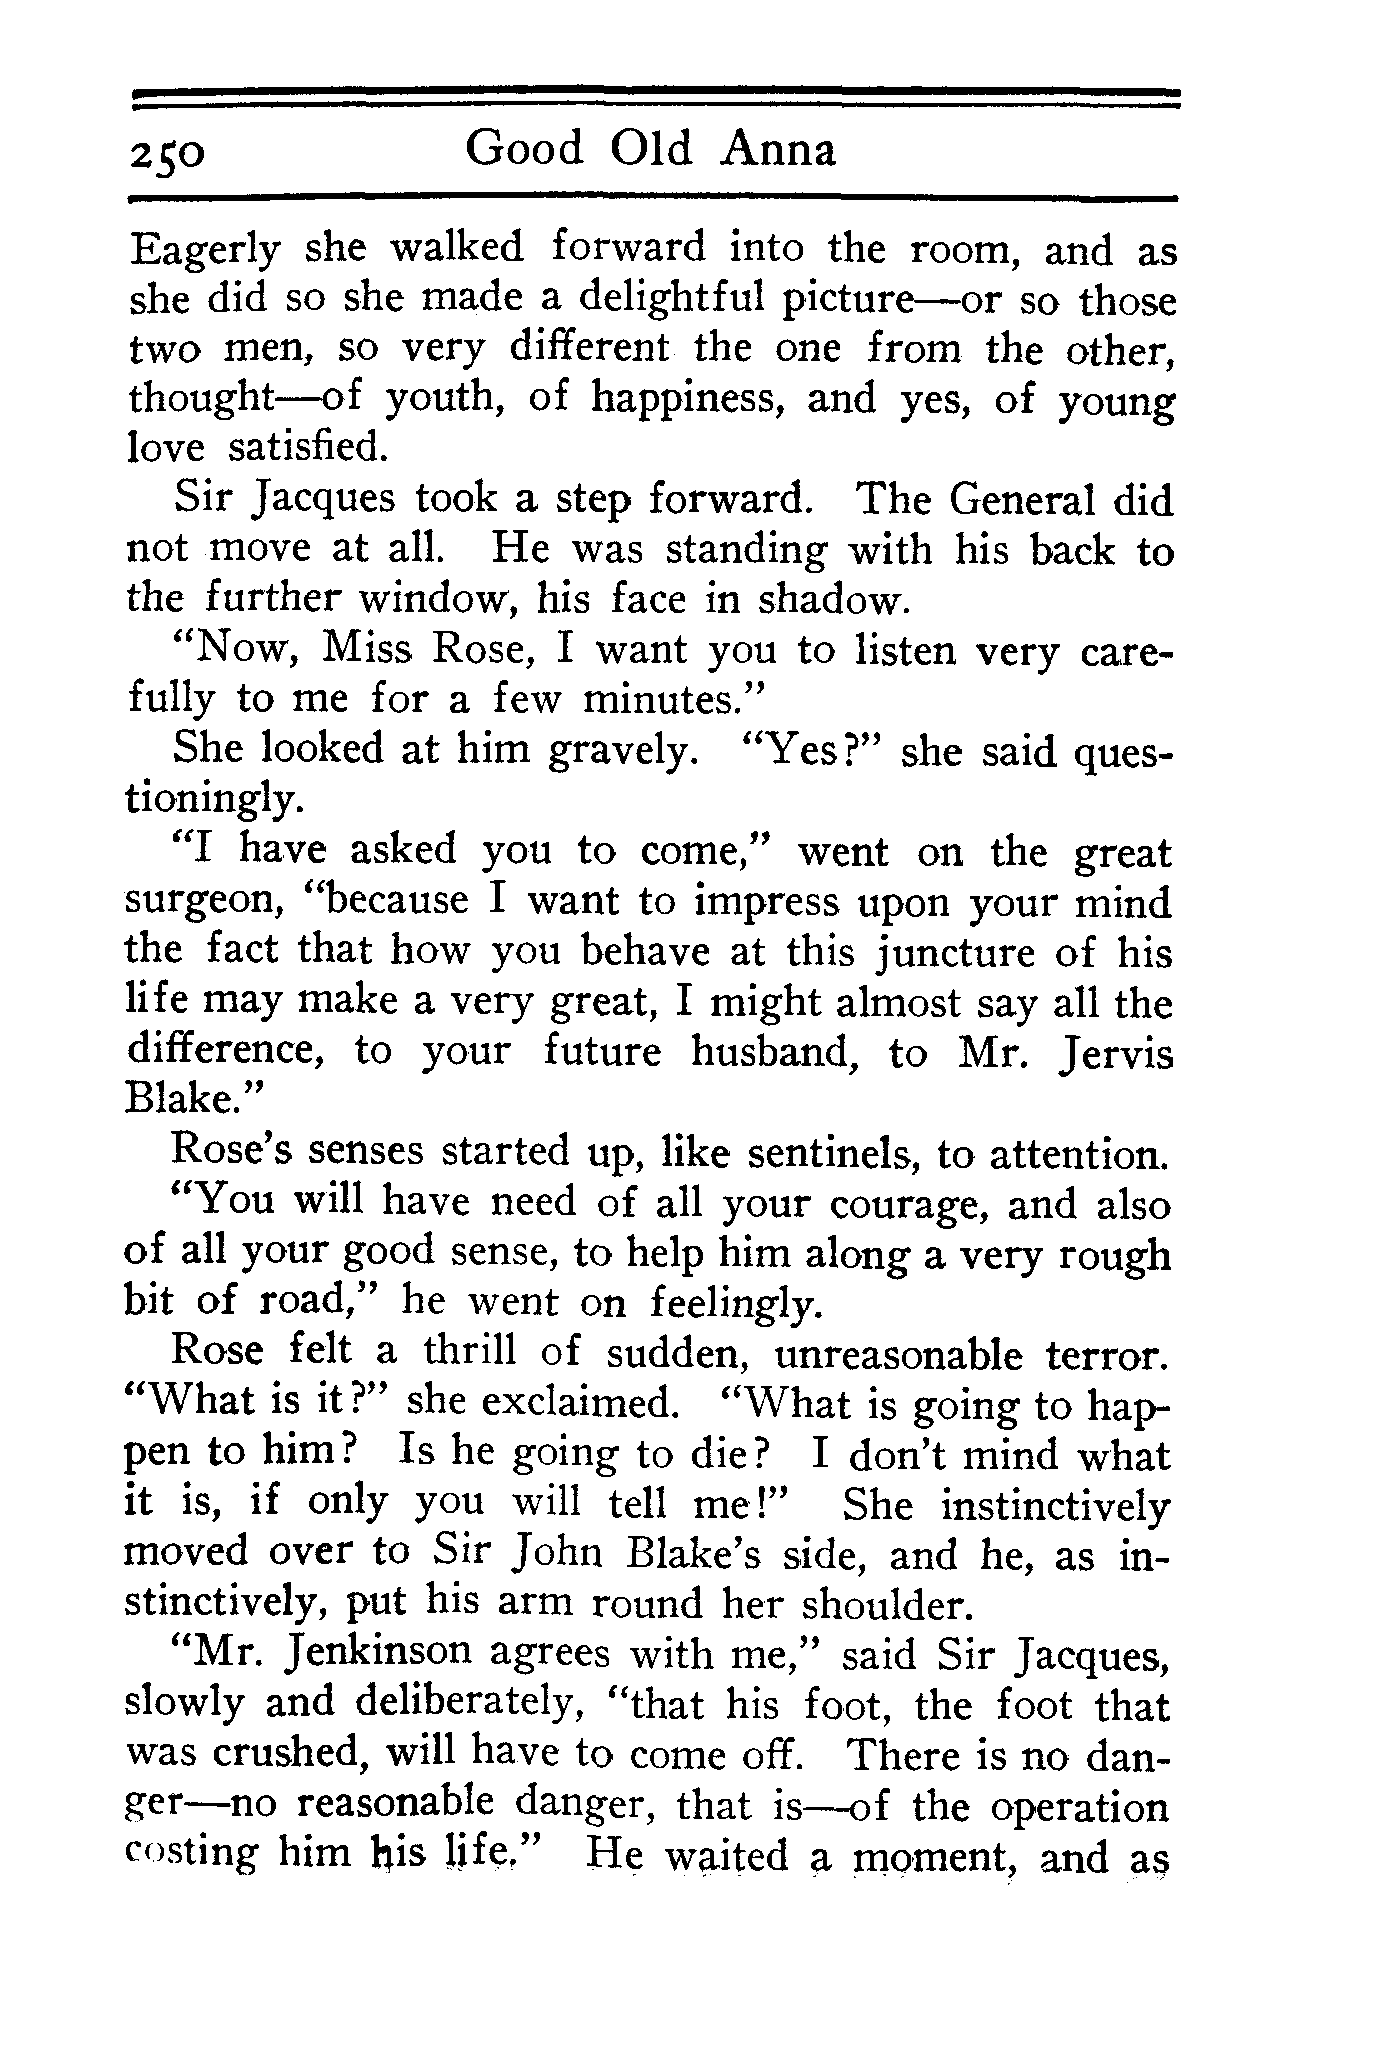 250 Good Old Anna
Eagerly she walked forward into the room, and as
she did so she made a delightful picture—or so those
two men, so very different the one from the other,
thought—of youth, of happiness, and yes, of young
love satisfied.
Sir Jacques took a step forward. The General did
not move at all. He was standing with his back to
the further window, his face in shadow.
“Now, Miss Rose, I want you to listen very care-
fully to me for a few minutes.”
She looked at him gravely. “Yes?” she said ques-
tioningly.
“I have asked you to come,” went on the great
surgeon, “because I want to impress upon your mind
the fact that how you behave at this juncture of his
life may make a very great, I might almost say all the
difference, to your future husband, to Mr. Jervis
Blake.”
Rose’s senses started up, like sentinels, to attention.
“You will have need of all your courage, and also
of all your good sense, to help him along a very rough
bit of road,” he went on feelingly.
Rose felt a thrill of sudden, unreasonable terror.
“What is it?” she exclaimed. “What is going to hap-
pen to him? Is he going to die? I don’t mind what
it is, if only you will tell me!” She instinctively
moved over to Sir John Blake’s side, and he, as in-
stinctively, put his arm round her shoulder.
“Mr. Jenkinson agrees with me,” said Sir Jacques,
slowly and deliberately, “that his foot, the foot that
was crushed, will have to come off. There is no dan-
ger—no reasonable danger, that is—of the operation
costing him his life.” He waited a moment, and as